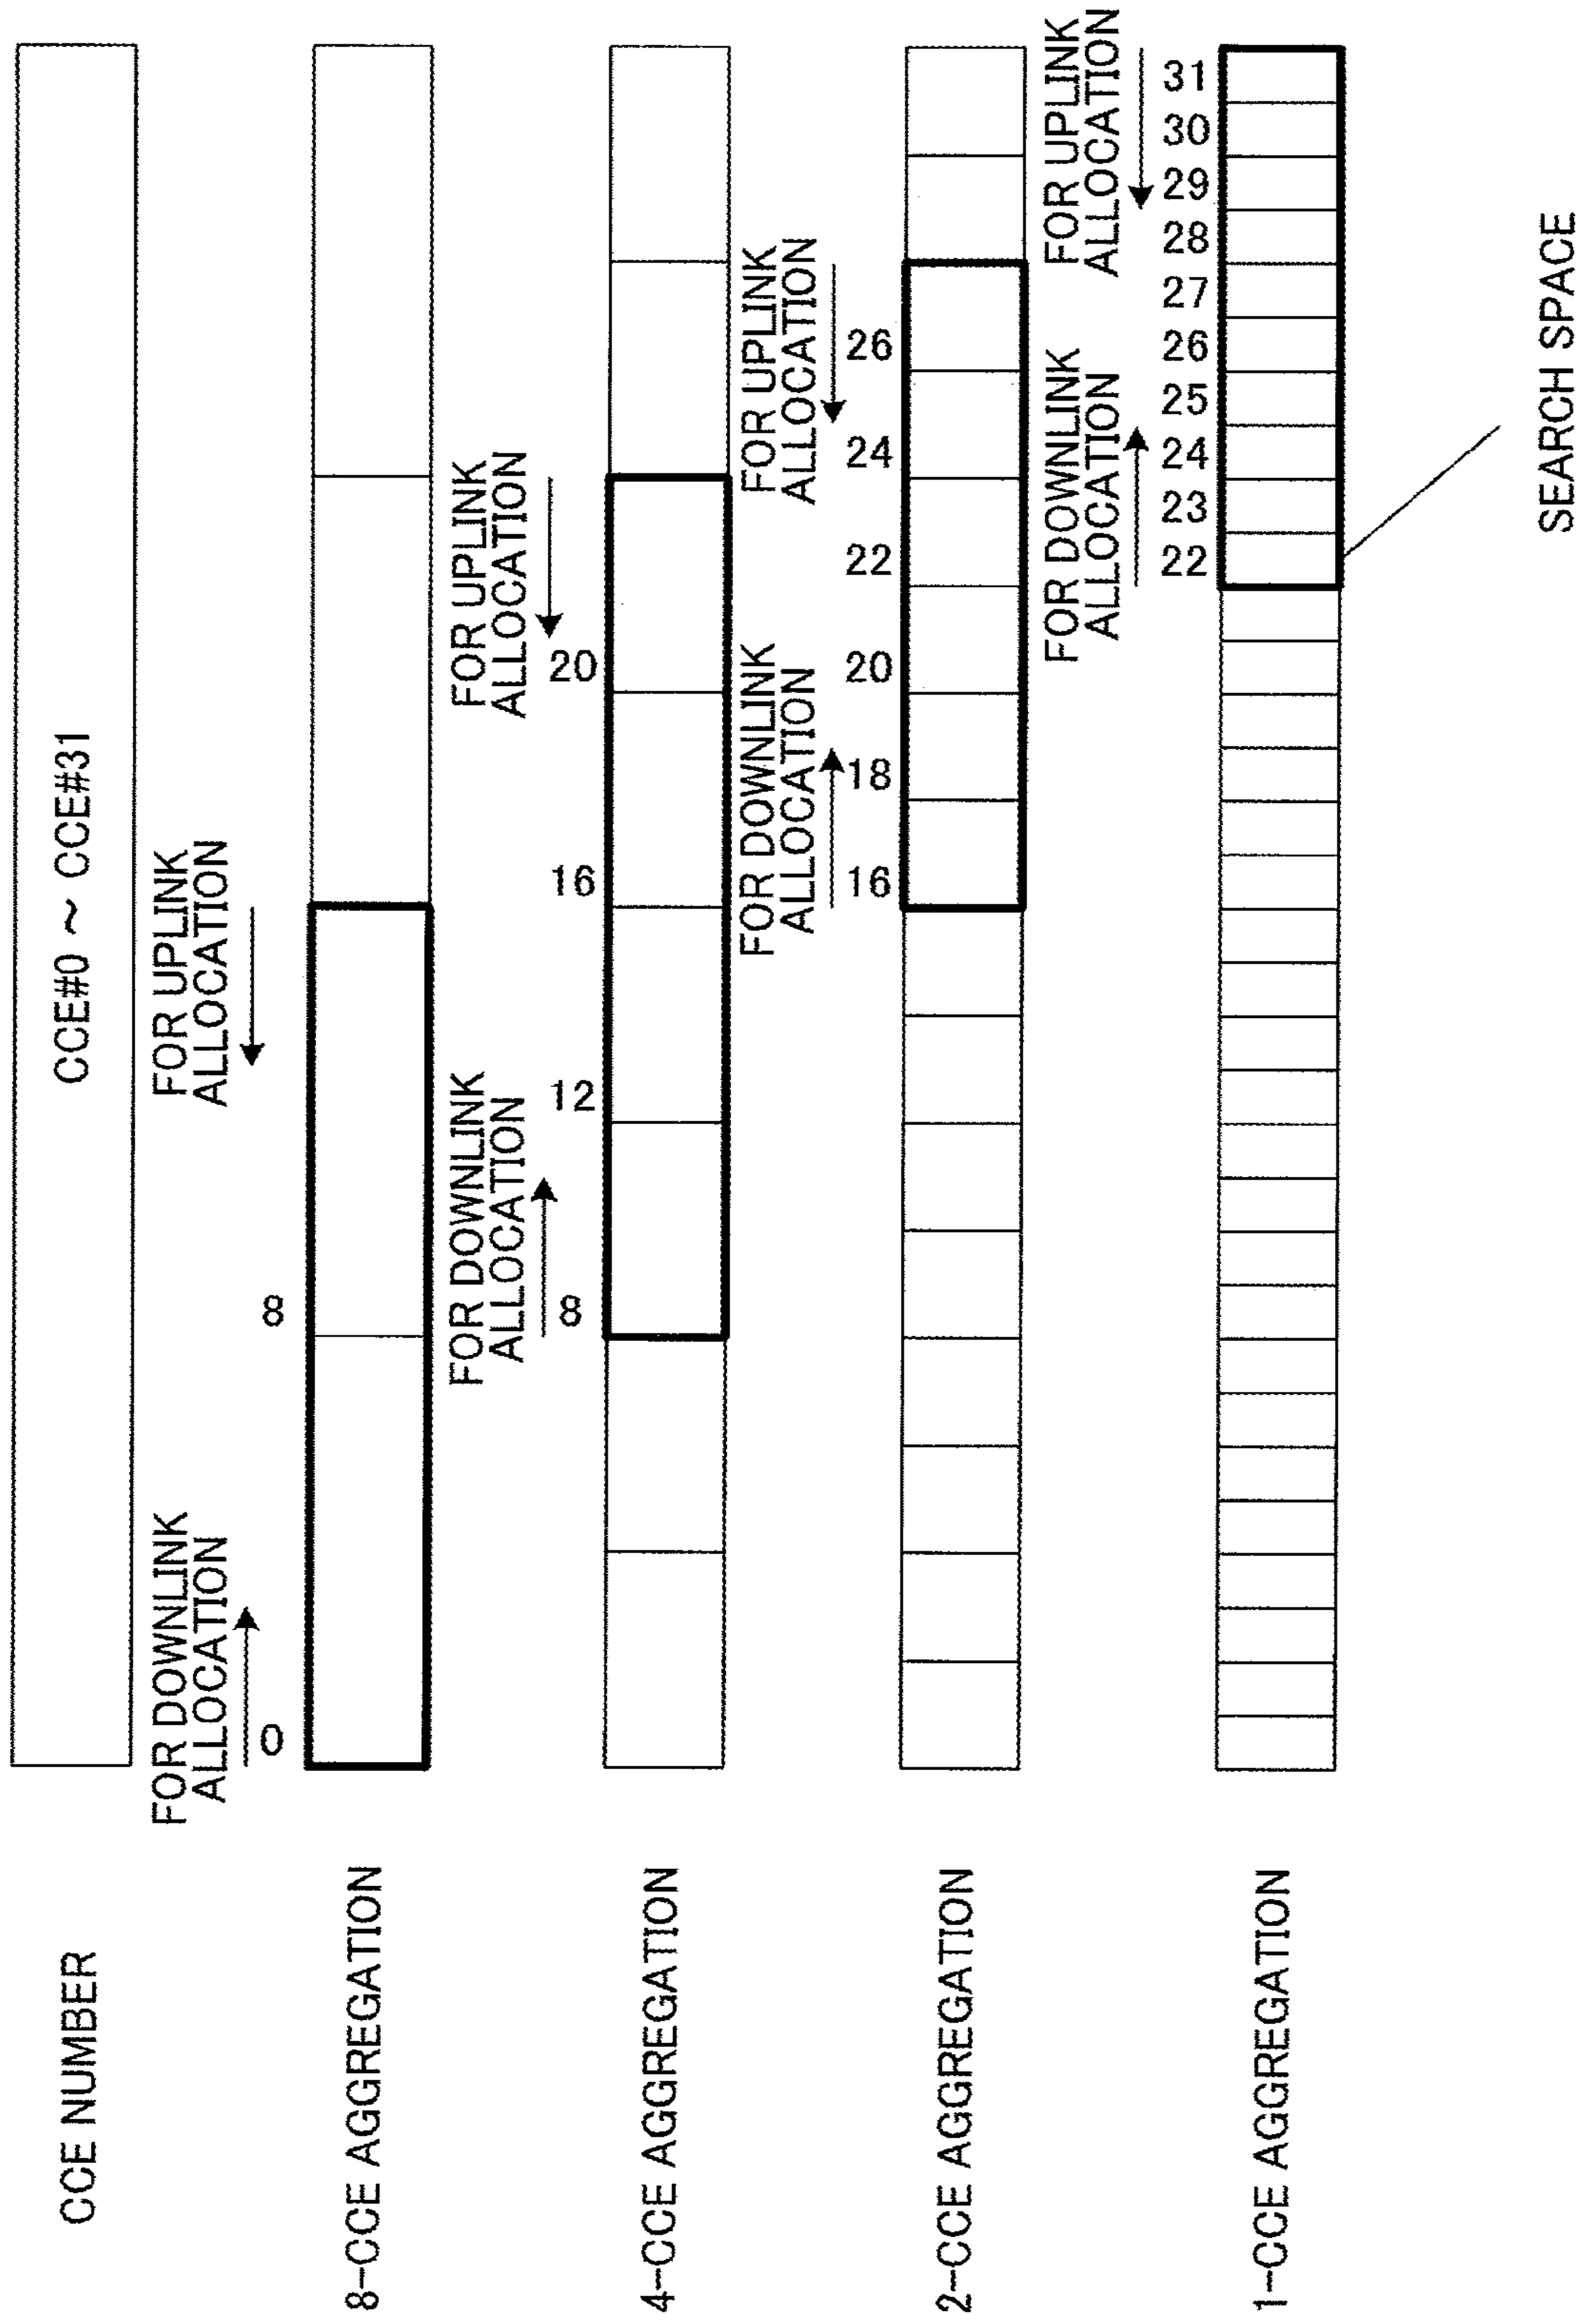 CCE NUMBER
CCE#0 ~ CCE#31
FOR DOWNLINK
ALLOCATION
FOR UPLINK
ALLOCATION
0
8
8-CCE AGGREGATION
FOR DOWNLINK
ALLOCATION
FOR UPLINK
ALLOCATION
8
12
16
20
4-CCE AGGREGATION
FOR DOWNLINK
ALLOCATION
FOR UPLINK
ALLOCATION
16
18
20
22
24
26
2-CCE AGGREGATION
FOR DOWNLINK
ALLOCATION
FOR UPLINK
ALLOCATION
22
23
24
25
26
27
28
29
30
31
1-CCE AGGREGATION
SEARCH SPACE